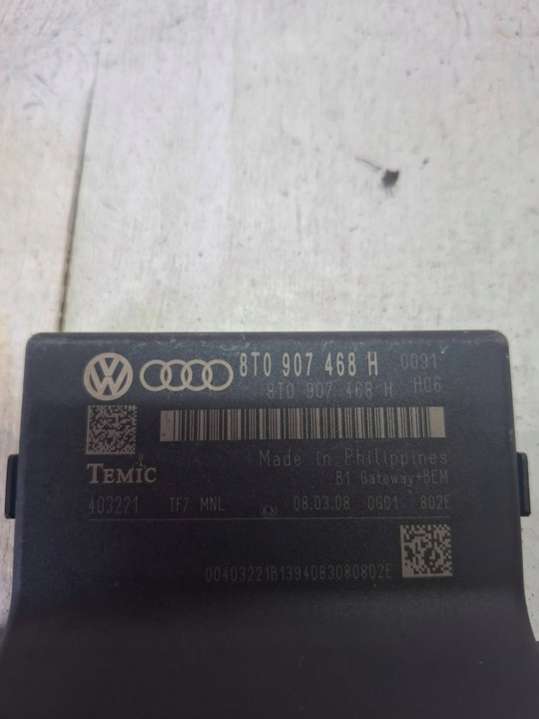 8T0 907 468 H 0031
8T0 907 468 H H06
TEMIC
Made in Philippines
B1 Gateway+BEM
403221 TF7 MNL 08.03.08 0601 802E
00403221B1394083080802E